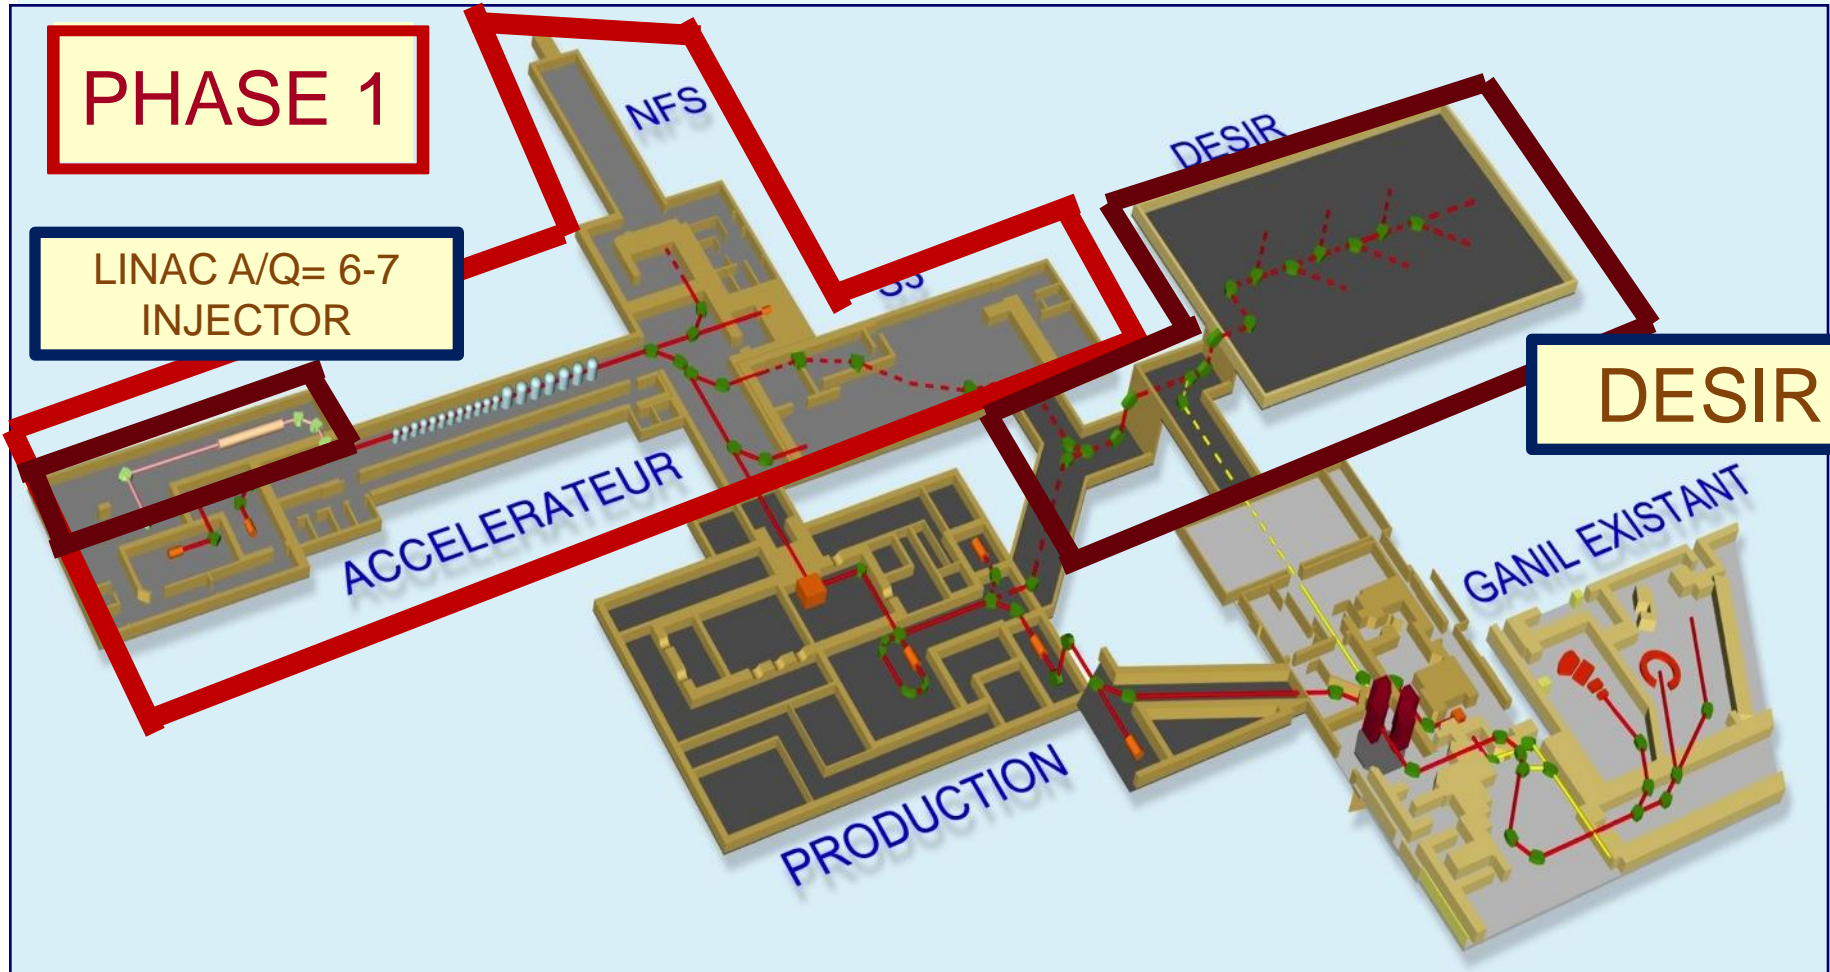 PHASE 1
NFS
DESIR
LINAC A/Q= 6-7
INJECTOR
DESIR
ACCELERATEUR
GANIL EXISTANT
PRODUCTION